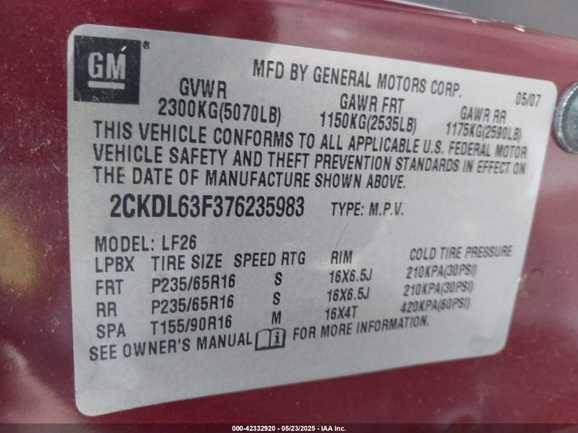 GM®
MFD BY GENERAL MOTORS CORP. 05/07
GVWR GAWR FRT GAWR RR
2300KG(5070LB) 1150KG(2535LB) 1175KG(2590LB)
THIS VEHICLE CONFORMS TO ALL APPLICABLE U.S. FEDERAL MOTOR
VEHICLE SAFETY AND THEFT PREVENTION STANDARDS IN EFFECT ON
THE DATE OF MANUFACTURE SHOWN ABOVE.
2CKDL63F376235983 TYPE: M.P.V.
MODEL: LF26
LPBX TIRE SIZE SPEED RTG RIM COLD TIRE PRESSURE
FRT P235/65R16 S 16X6.5J 210KPA(30PSI)
RR P235/65R16 S 16X6.5J 210KPA(30PSI)
SPA T155/90R16 M 16X4T 420KPA(60PSI)
SEE OWNER'S MANUAL FOR MORE INFORMATION.
000-42332920 - 05/23/2025 - IAA Inc.